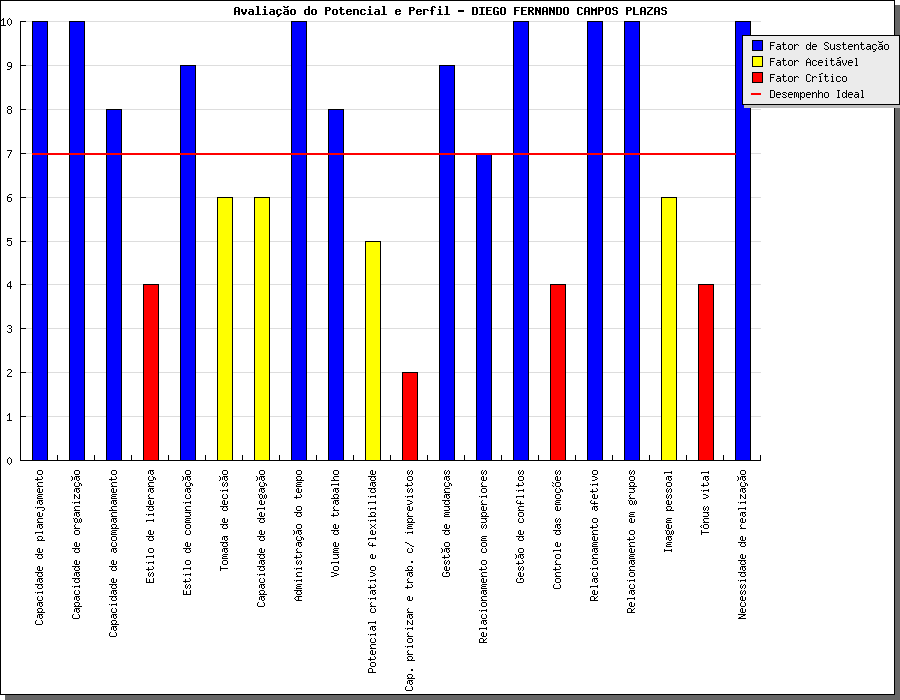 Avaliação do Potencial e Perfil - DIEGO FERNANDO CAMPOS PLAZAS
10
9
8
7
6
5
4
3
2
1
0
Fator de Sustentação
Fator Aceitável
Fator Crítico
Desempenho Ideal
Capacidade de planejamento
Capacidade de organização
Capacidade de acompanhamento
Estilo de liderança
Estilo de comunicação
Tomada de decisão
Capacidade de delegação
Administração do tempo
Volume de trabalho
Potencial criativo e flexibilidade
Cap. priorizar e trab. c/ imprevistos
Gestão de mudanças
Relacionamento com superiores
Gestão de conflitos
Controle das emoções
Relacionamento afetivo
Relacionamento em grupos
Imagem pessoal
Tônus vital
Necessidade de realização